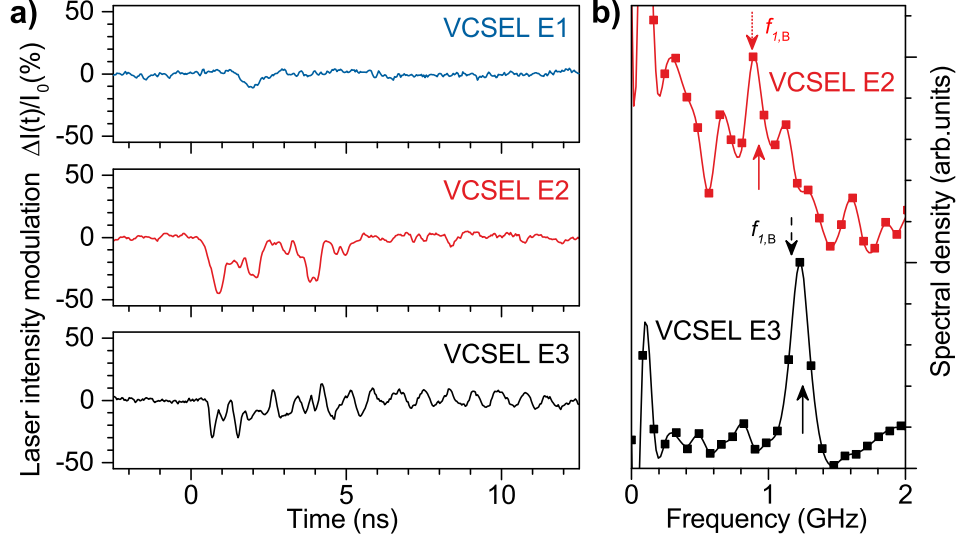 a)
Laser intensity modulation ΔI(t)/I0(%)
50
0
-50
VCSEL E1
50
0
-50
VCSEL E2
50
0
-50
VCSEL E3
0
5
10
Time (ns)
b)
f1,B
VCSEL E2
f1,B
VCSEL E3
Spectral density (arb.units)
0
1
2
Frequency (GHz)